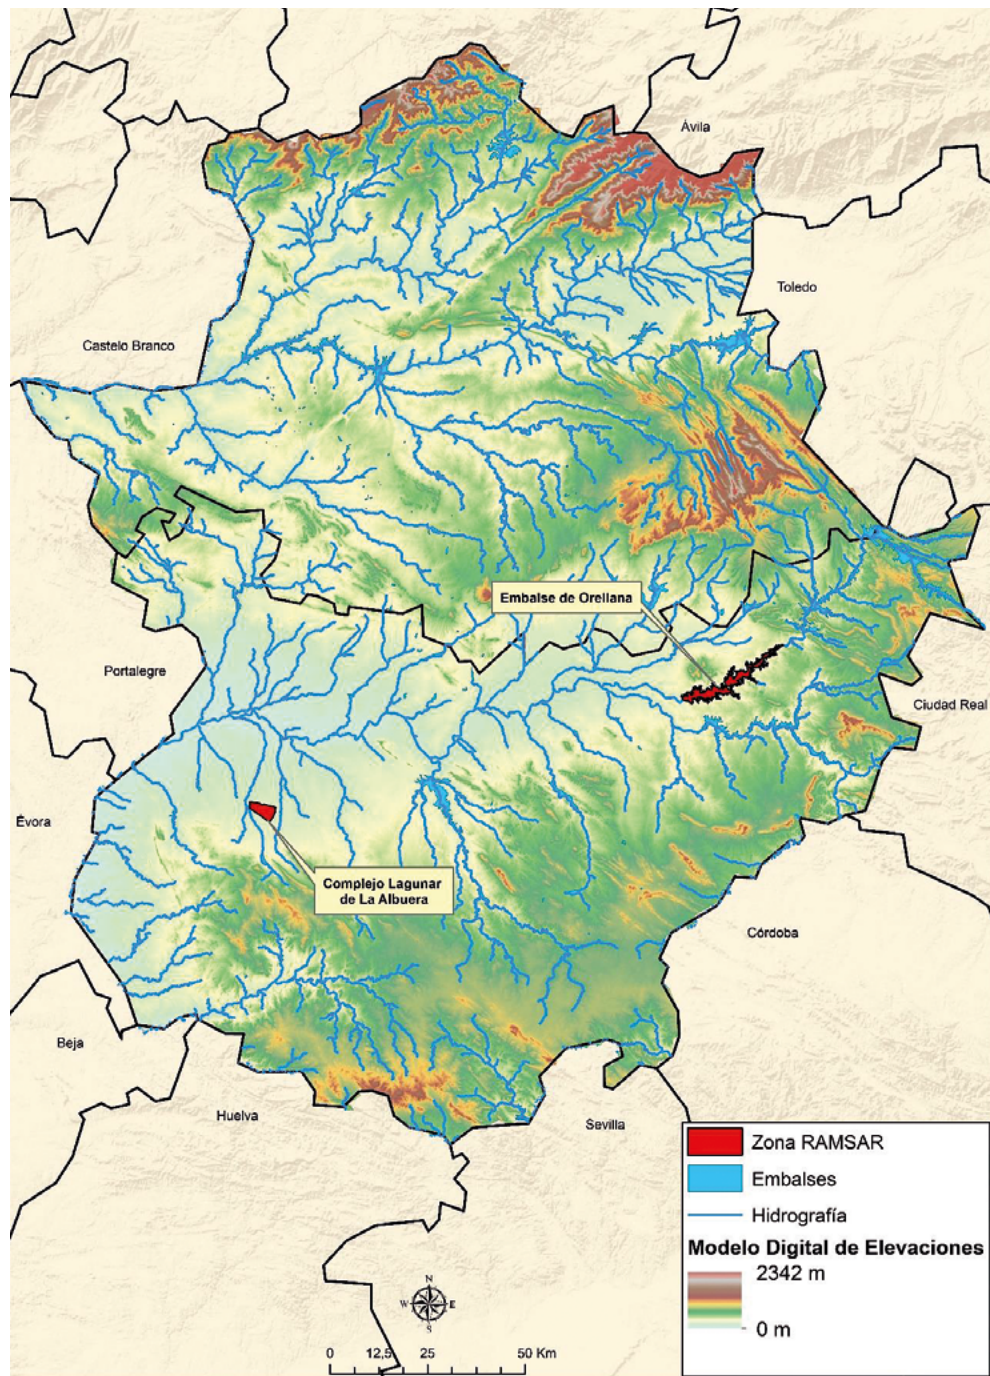 Ávila
Toledo
Castelo Branco
Embalse de Orellana
Portalegre
Ciudad Real
Évora
Complejo Lagunar
de La Albuera
Córdoba
Beja
Huelva
Sevilla
Zona RAMSAR
Embalses
Hidrografía
Modelo Digital de Elevaciones
2342 m
0 m
N
W E
S
0 12,5 25 50 Km